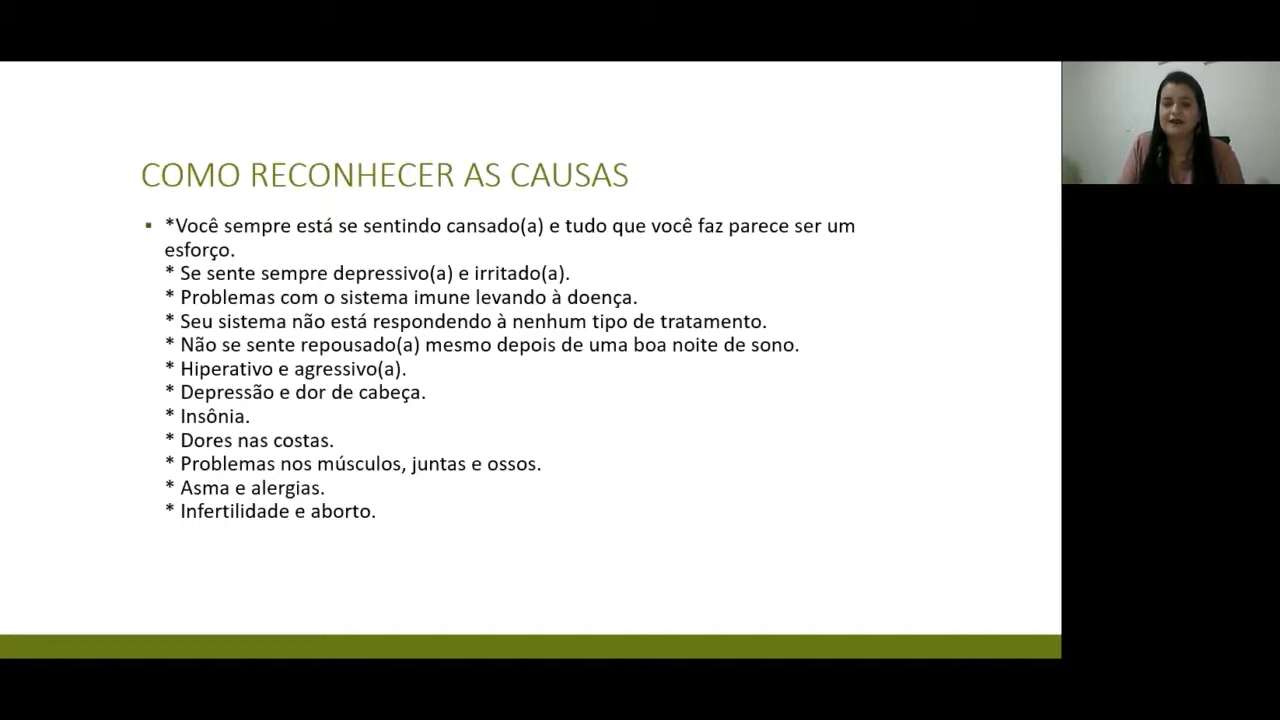 COMO RECONHECER AS CAUSAS
▪ *Você sempre está se sentindo cansado(a) e tudo que você faz parece ser um
esforço.
* Se sente sempre depressivo(a) e irritado(a).
* Problemas com o sistema imune levando à doença.
* Seu sistema não está respondendo à nenhum tipo de tratamento.
* Não se sente repousado(a) mesmo depois de uma boa noite de sono.
* Hiperativo e agressivo(a).
* Depressão e dor de cabeça.
* Insônia.
* Dores nas costas.
* Problemas nos músculos, juntas e ossos.
* Asma e alergias.
* Infertilidade e aborto.